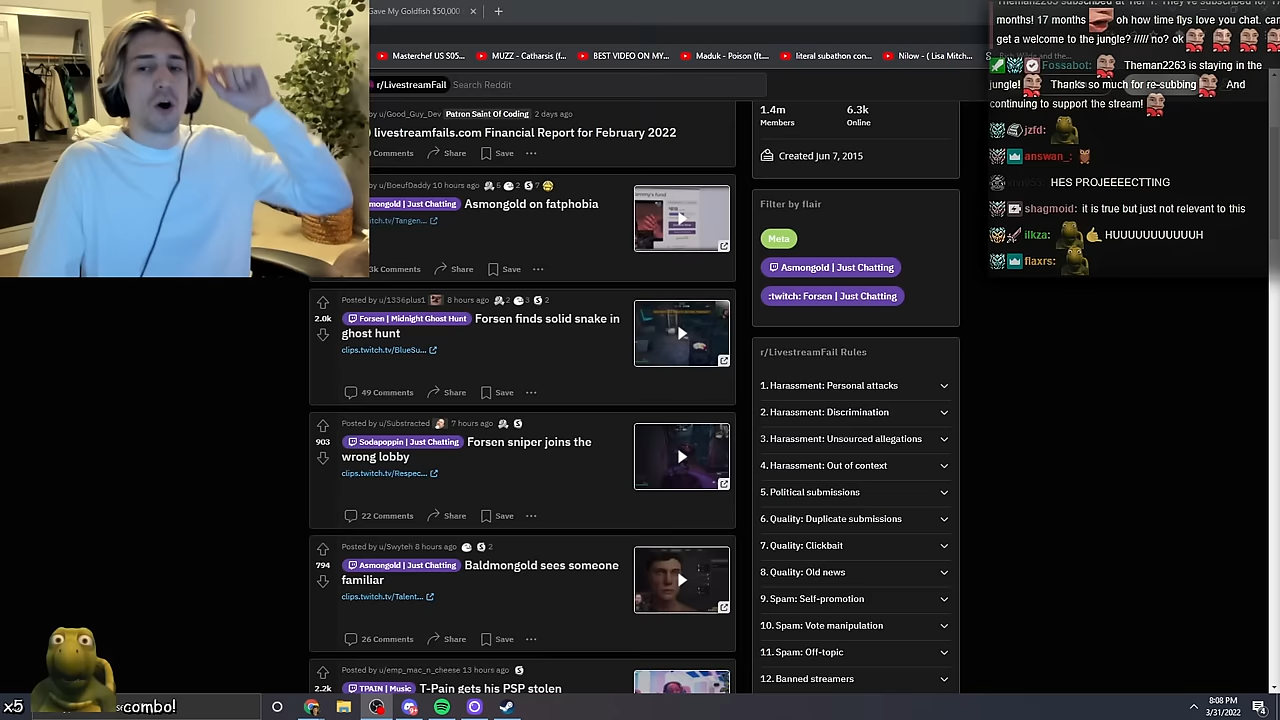 Gave My Goldfish $50,000
Masterchef US
MUZZ - Catharsis (f...
BEST VIDEO ON MY...
Maduk - Poison (ft...
literal subathon con...
Nilow - ( Lisa Mitch...
r/LivestreamFail
Search Reddit
u/Good_Guy_Dev Patron Saint Of Coding 2 days ago
livestreamfails.com Financial Report for February 2022
Comments Share Save ...
u/BoeufDaddy 10 hours ago 5 2 7
Asmongold on fatphobia
Just Chatting
3k Comments Share Save ...
Posted by u/1336plus1 8 hours ago 2 3 2
2.0k
Forsen | Midnight Ghost Hunt Forsen finds solid snake in
ghost hunt
clips.twitch.tv/BlueSu...
49 Comments Share Save ...
Posted by u/Substracted 7 hours ago
903
Sodapoppin | Just Chatting Forsen sniper joins the
wrong lobby
clips.twitch.tv/Respec...
22 Comments Share Save ...
Posted by u/Swyteh 8 hours ago 2
794
Asmongold | Just Chatting Baldmongold sees someone
familiar
clips.twitch.tv/Talent...
26 Comments Share Save ...
Posted by u/emp_mac_n_cheese 13 hours ago
2.2k
TPAIN | Music T-Pain gets his PSP stolen
1.4m
Members
6.3k
Online
Created Jun 7, 2015
Filter by flair
Meta
Asmongold | Just Chatting
:twitch: Forsen | Just Chatting
r/LivestreamFail Rules
1. Harassment: Personal attacks
2. Harassment: Discrimination
3. Harassment: Unsourced allegations
4. Harassment: Out of context
5. Political submissions
6. Quality: Duplicate submissions
7. Quality: Clickbait
8. Quality: Old news
9. Spam: Self-promotion
10. Spam: Vote manipulation
11. Spam: Off-topic
12. Banned streamers
months! 17 months oh how time flys love you chat. can
get a welcome to the jungle? ///// no? ok
Fossabot: Theman2263 is staying in the
jungle! Thanks so much for re-subbing And
continuing to support the stream!
jzfd:
answan_:
HES PROJEEEECTTING
shagmoid: it is true but just not relevant to this
ilkza: HUUUUUUUUUUUH
flaxrs:
x5
combo!
8:08 PM
3/31/2022